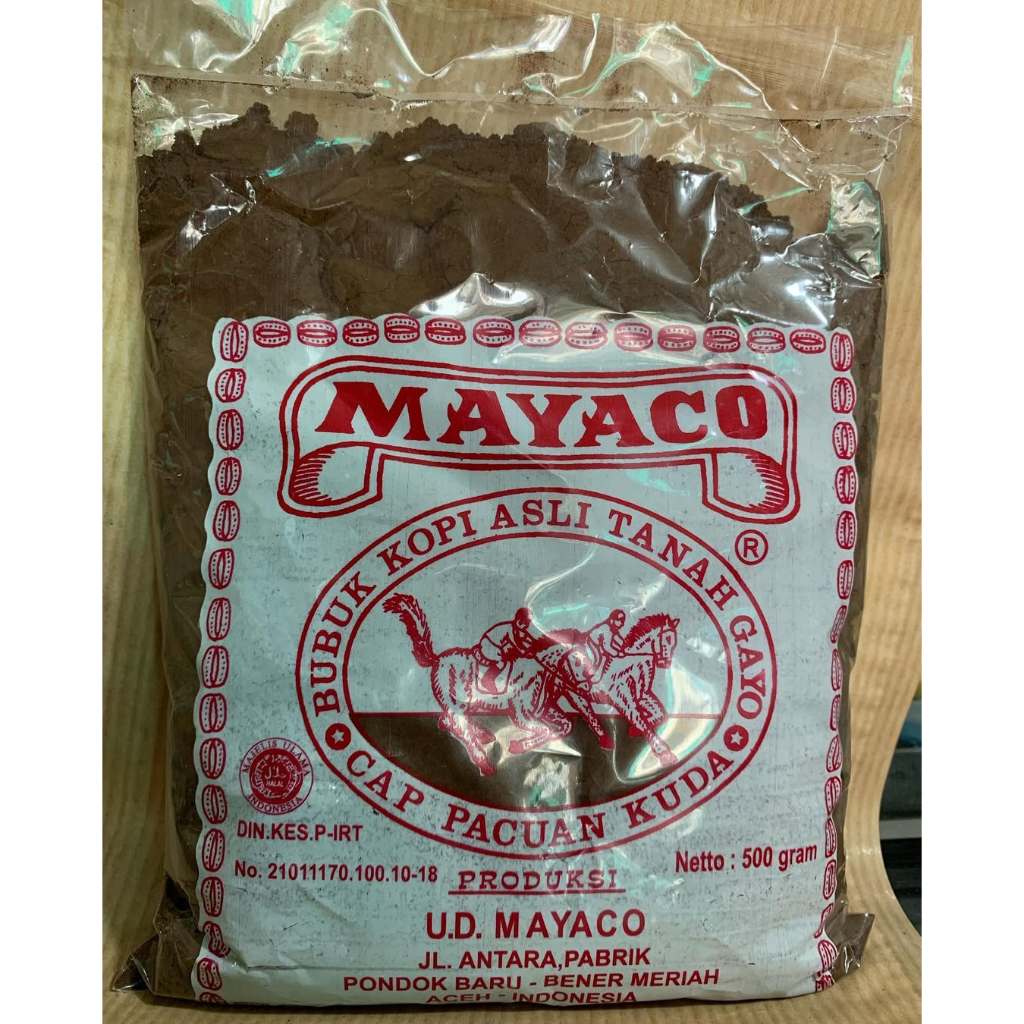 MAYACO
®
BUBUK KOPI ASLI TANAH GAYO
CAP PACUAN KUDA
MAJELIS ULAMA
HALAL
INDONESIA
DIN.KES.P-IRT
No. 21011170.100.10-18
Netto : 500 gram
PRODUKSI
U.D. MAYACO
JL. ANTARA,PABRIK
PONDOK BARU - BENER MERIAH
ACEH - INDONESIA